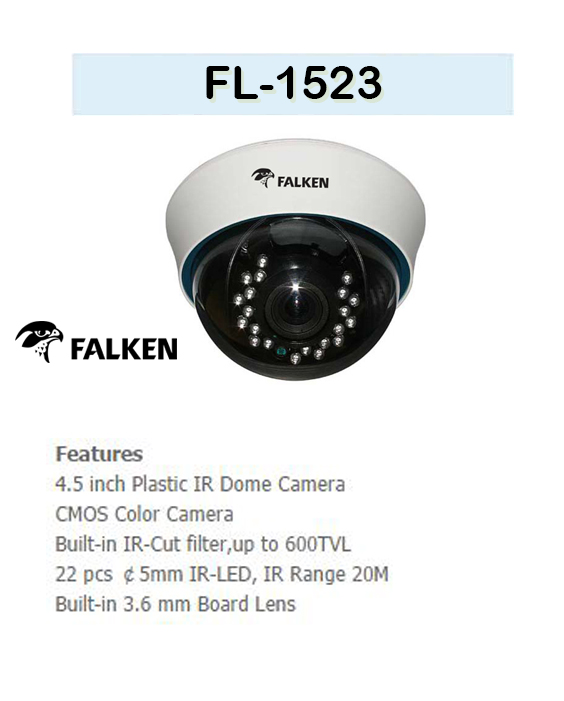 FL-1523
FALKEN
FALKEN
Features
4.5 inch Plastic IR Dome Camera
CMOS Color Camera
Built-in IR-Cut filter,up to 600TVL
22 pcs ¢5mm IR-LED, IR Range 20M
Built-in 3.6 mm Board Lens